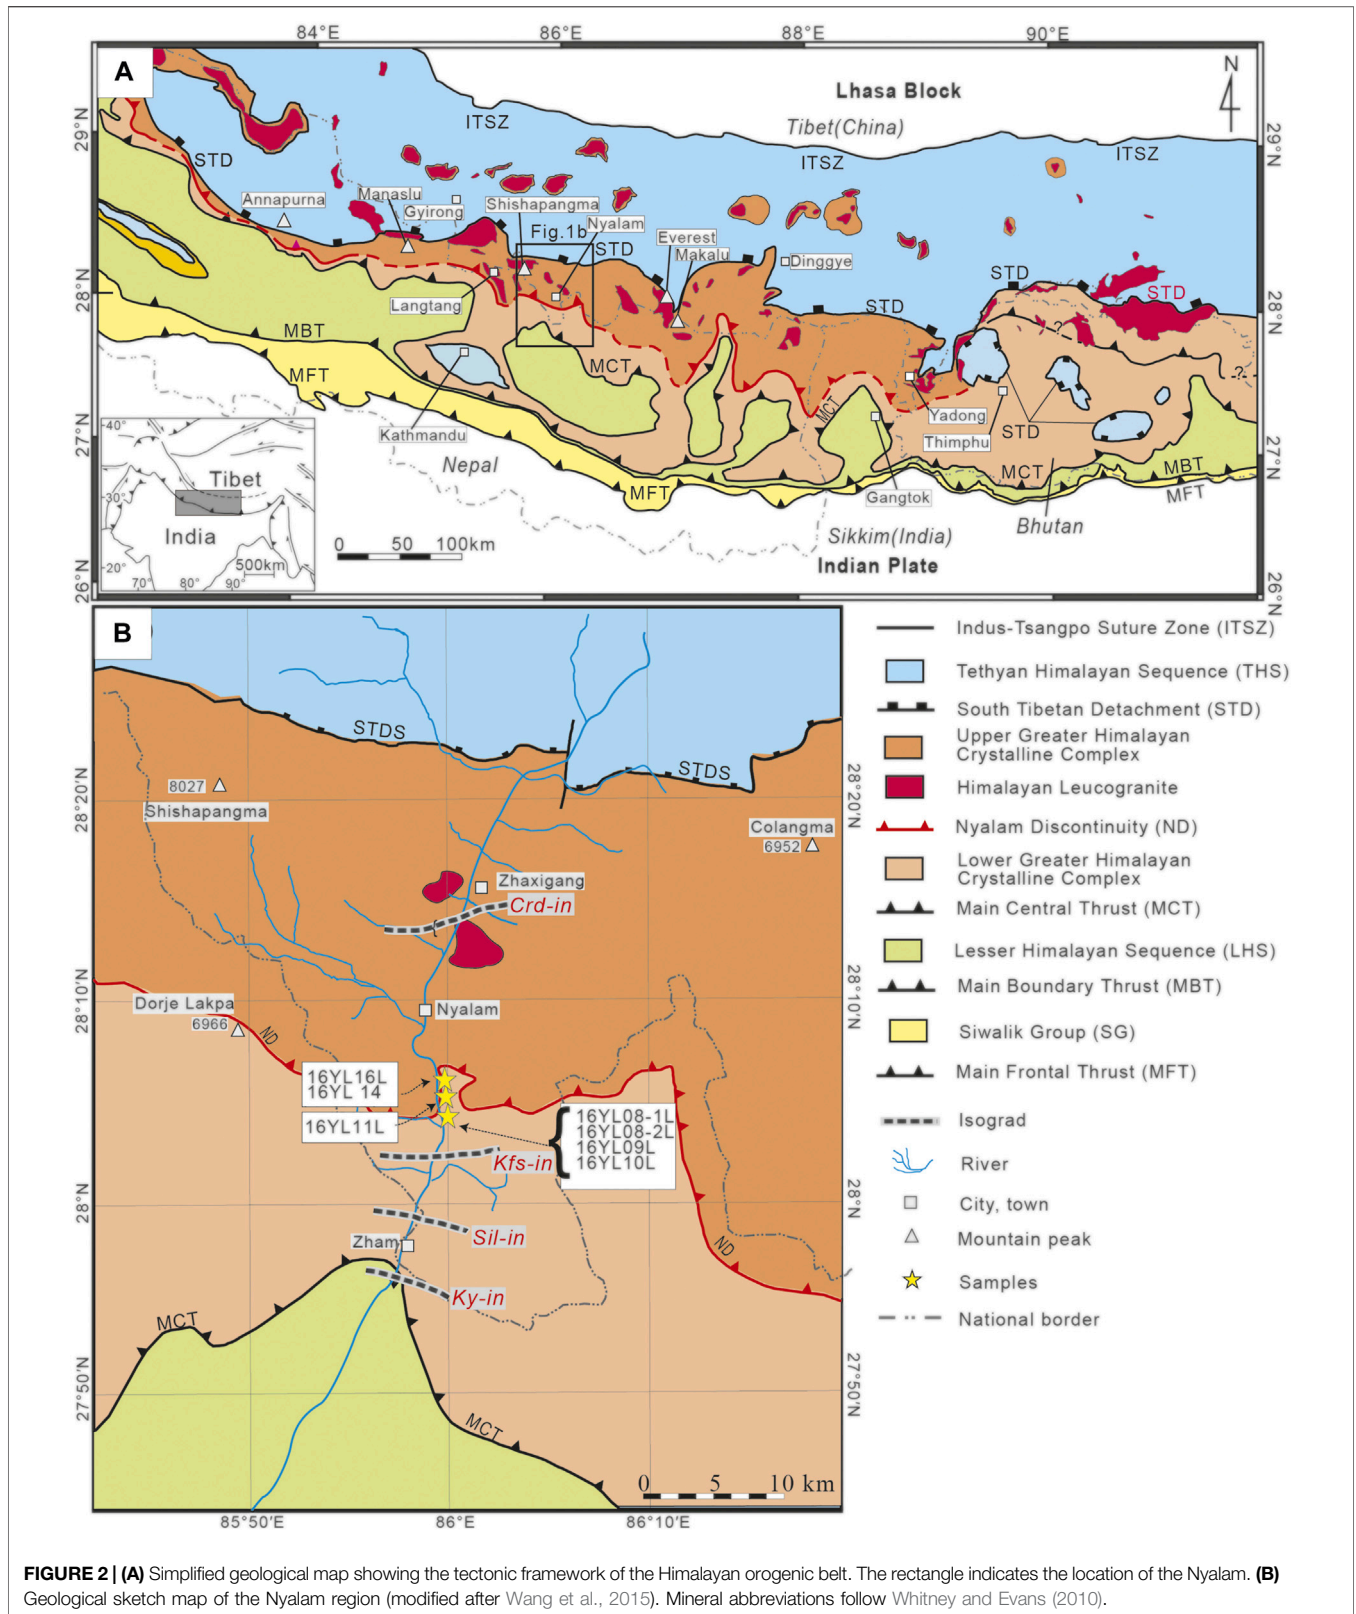 84°E
86°E
88°E
90°E
A
N
Lhasa Block
Tibet(China)
ITSZ
ITSZ
ITSZ
29°N
29°N
STD
Annapurna
Manaslu
Gyirong
Shishapangma
Nyalam
Fig.1b
STD
Everest
Makalu
Dinggye
STD
STD
STD
Langtang
28°N
28°N
MBT
MCT
?
?
MFT
MCT
Yadong
Thimphu
STD
Kathmandu
27°N
27°N
Nepal
MFT
MCT
MBT
MFT
Gangtok
Bhutan
Sikkim(India)
Indian Plate
0 50 100km
26°N
26°N
40°
Tibet
30°
India
500km
20°
70° 80° 90°
B
STDS
STDS
8027
Shishapangma
28°20'N
28°20'N
Colangma
6952
Zhaxigang
Crd-in
28°10'N
28°10'N
Dorje Lakpa
6966
ND
Nyalam
16YL16L
16YL 14
16YL11L
16YL08-1L
16YL08-2L
16YL09L
16YL10L
Kfs-in
28°N
28°N
Sil-in
Zham
ND
Ky-in
MCT
27°50'N
27°50'N
MCT
0 5 10 km
85°50'E
86°E
86°10'E
Indus-Tsangpo Suture Zone (ITSZ)
Tethyan Himalayan Sequence (THS)
South Tibetan Detachment (STD)
Upper Greater Himalayan
Crystalline Complex
Himalayan Leucogranite
Nyalam Discontinuity (ND)
Lower Greater Himalayan
Crystalline Complex
Main Central Thrust (MCT)
Lesser Himalayan Sequence (LHS)
Main Boundary Thrust (MBT)
Siwalik Group (SG)
Main Frontal Thrust (MFT)
Isograd
River
City, town
Mountain peak
Samples
National border
FIGURE 2 | (A) Simplified geological map showing the tectonic framework of the Himalayan orogenic belt. The rectangle indicates the location of the Nyalam. (B)
Geological sketch map of the Nyalam region (modified after Wang et al., 2015). Mineral abbreviations follow Whitney and Evans (2010).